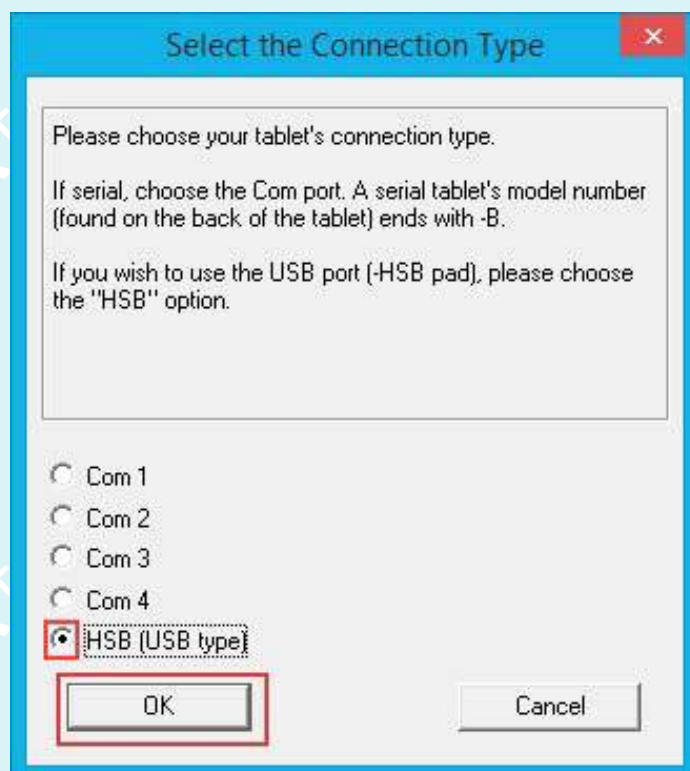 Select the Connection Type
Please choose your tablet's connection type.
If serial, choose the Com port. A serial tablet's model number
(found on the back of the tablet) ends with -B.
If you wish to use the USB port (-HSB pad), please choose
the "HSB" option.
Com 1
Com 2
Com 3
Com 4
HSB (USB type)
OK
Cancel